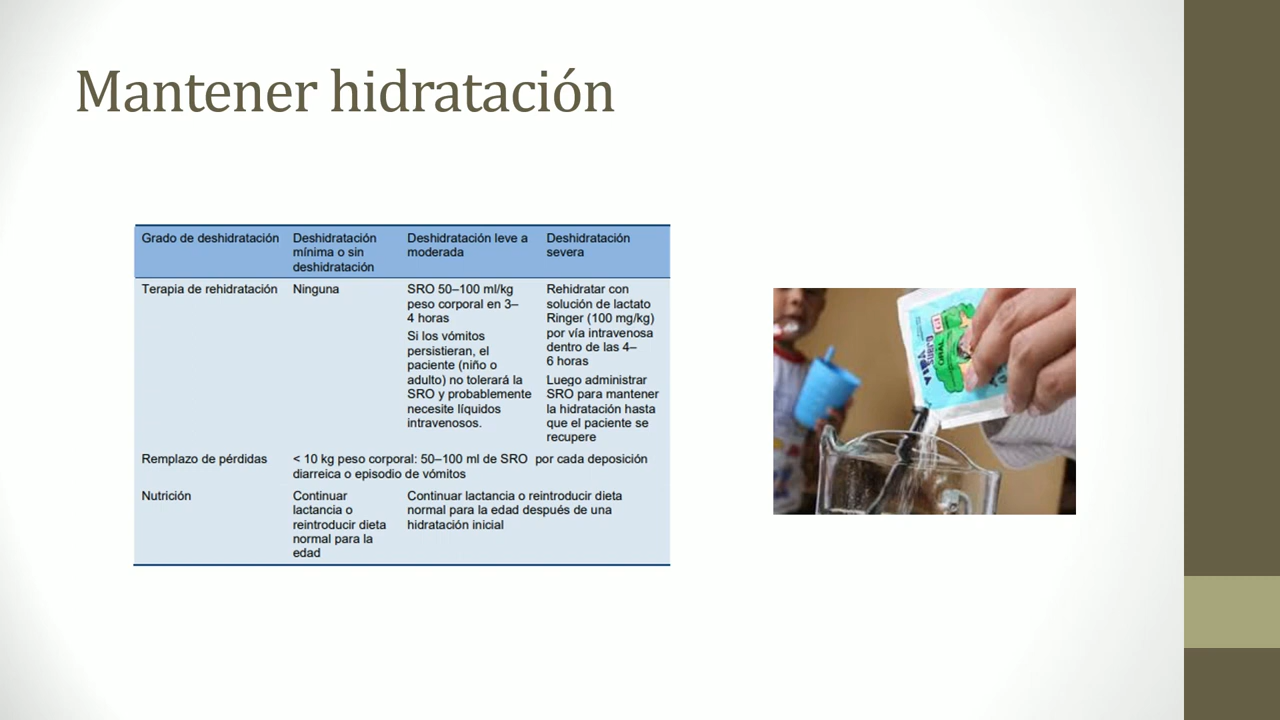 Mantener hidratación
Grado de deshidratación
Deshidratación
mínima o sin
deshidratación
Deshidratación leve a
moderada
Deshidratación
severa
Terapia de rehidratación
Ninguna
SRO 50–100 ml/kg
peso corporal en 3–
4 horas
Si los vómitos
persistieran, el
paciente (niño o
adulto) no tolerará la
SRO y probablemente
necesite líquidos
intravenosos.
Rehidratar con
solución de lactato
Ringer (100 mg/kg)
por vía intravenosa
dentro de las 4–
6 horas
Luego administrar
SRO para mantener
la hidratación hasta
que el paciente se
recupere
Remplazo de pérdidas
< 10 kg peso corporal: 50–100 ml de SRO por cada deposición
diarreica o episodio de vómitos
Nutrición
Continuar
lactancia o
reintroducir dieta
normal para la
edad
Continuar lactancia o reintroducir dieta
normal para la edad después de una
hidratación inicial
VIDA
SUERO
ORAL